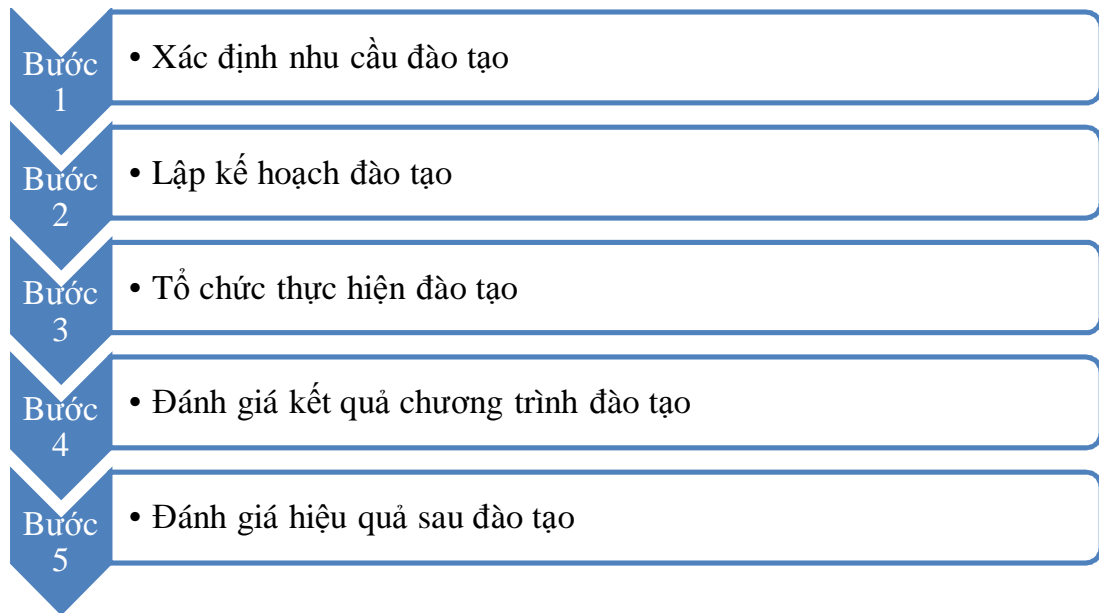 Bước
1
• Xác định nhu cầu đào tạo
Bước
2
• Lập kế hoạch đào tạo
Bước
3
• Tổ chức thực hiện đào tạo
Bước
4
• Đánh giá kết quả chương trình đào tạo
Bước
5
• Đánh giá hiệu quả sau đào tạo